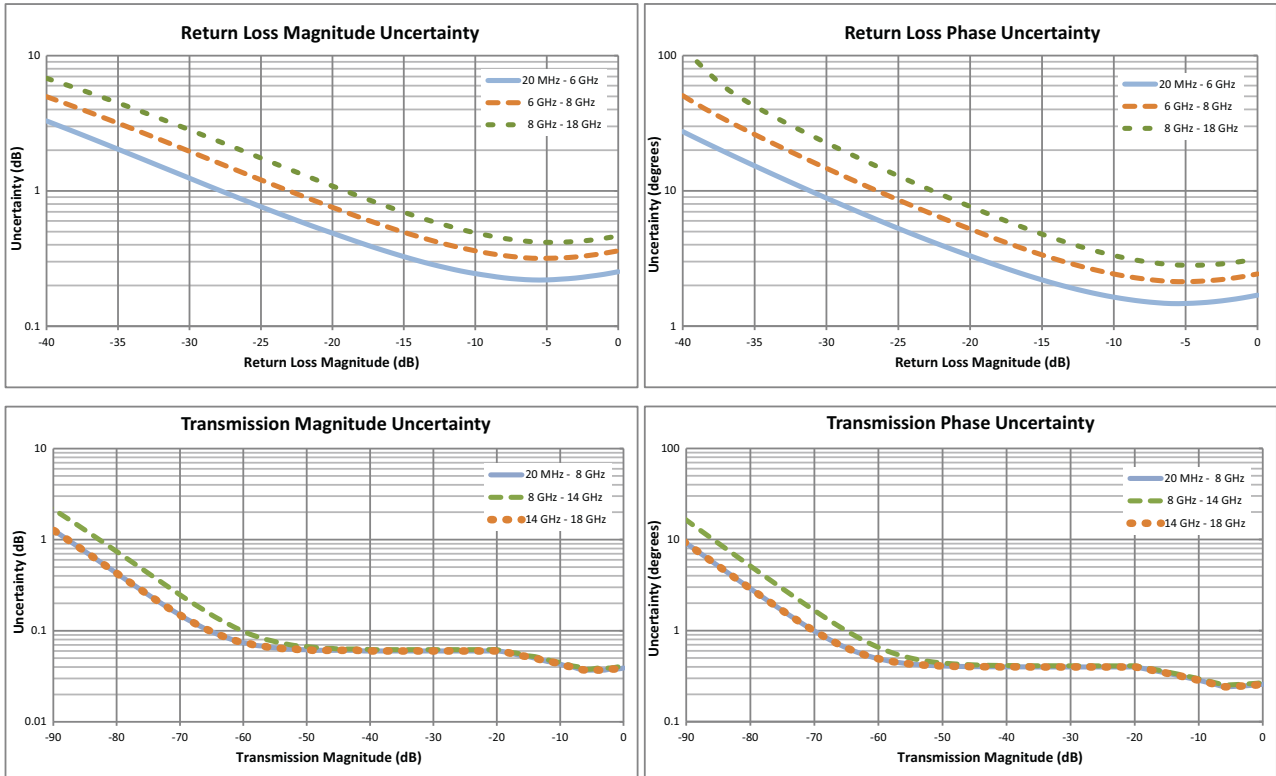 Return Loss Magnitude Uncertainty
10
1
0.1
Uncertainty (dB)
20 MHz - 6 GHz
6 GHz - 8 GHz
8 GHz - 18 GHz
-40 -35 -30 -25 -20 -15 -10 -5 0
Return Loss Magnitude (dB)
Return Loss Phase Uncertainty
100
10
1
Uncertainty (degrees)
20 MHz - 6 GHz
6 GHz - 8 GHz
8 GHz - 18 GHz
-40 -35 -30 -25 -20 -15 -10 -5 0
Return Loss Magnitude (dB)
Transmission Magnitude Uncertainty
10
1
0.1
0.01
Uncertainty (dB)
20 MHz - 8 GHz
8 GHz - 14 GHz
14 GHz - 18 GHz
-90 -80 -70 -60 -50 -40 -30 -20 -10 0
Transmission Magnitude (dB)
Transmission Phase Uncertainty
100
10
1
0.1
Uncertainty (degrees)
20 MHz - 8 GHz
8 GHz - 14 GHz
14 GHz - 18 GHz
-90 -80 -70 -60 -50 -40 -30 -20 -10 0
Transmission Magnitude (dB)